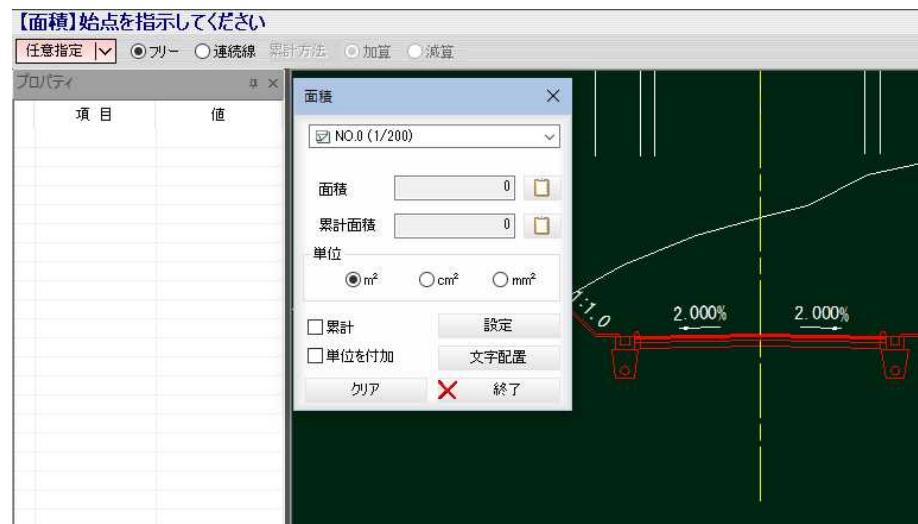 【面積】始点を指示してください
任意指定 フリー 連続線 累計方法 加算 減算
プロパティ
項目 値
面積
NO.0 (1/200)
面積 0
累計面積 0
単位
m² cm² mm²
累計 設定
単位を付加 文字配置
クリア 終了
1:1.0
2.000% 2.000%